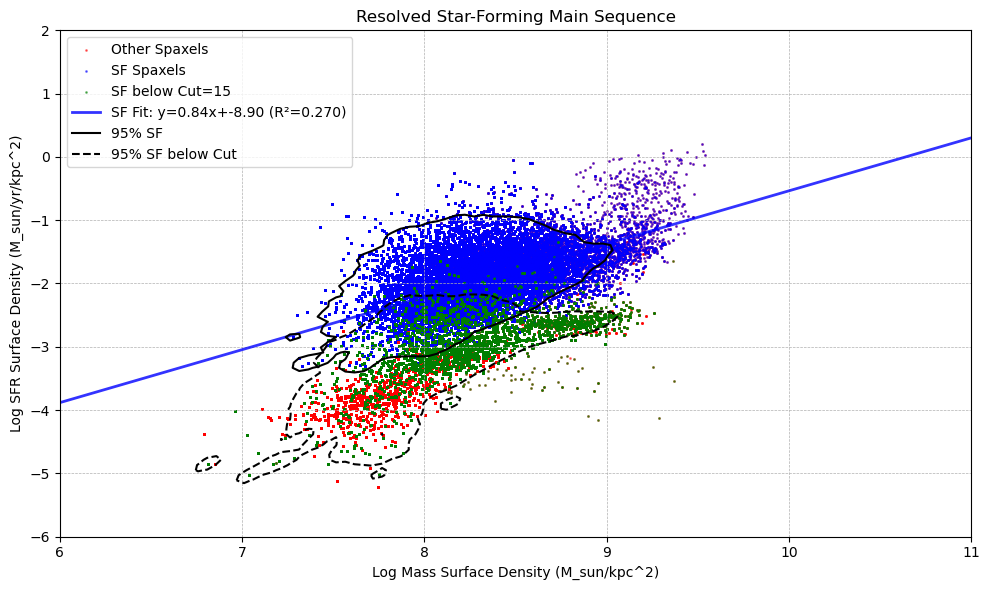 Resolved Star-Forming Main Sequence
Other Spaxels
SF Spaxels
SF below Cut=15
SF Fit: y=0.84x+-8.90 (R²=0.270)
95% SF
95% SF below Cut
Log SFR Surface Density (M_sun/yr/kpc^2)
2
1
0
−1
−2
−3
−4
−5
−6
6
7
8
9
10
11
Log Mass Surface Density (M_sun/kpc^2)